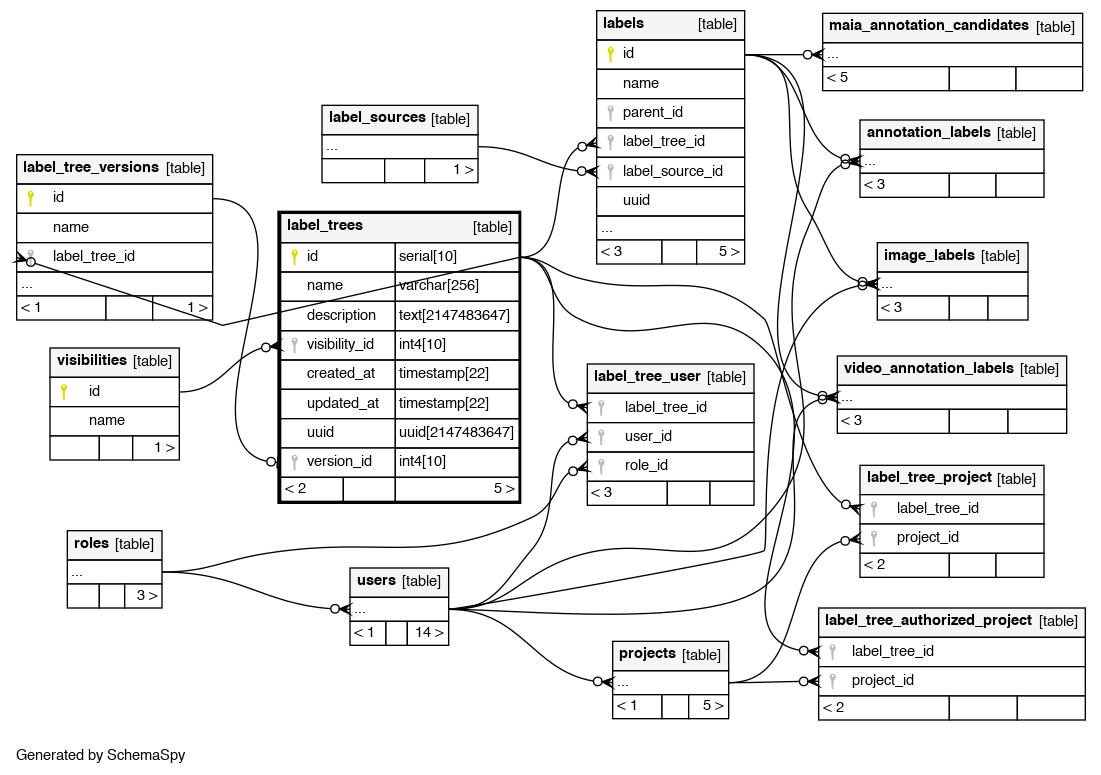 labels [table]
id
name
parent_id
label_tree_id
label_source_id
uuid
...
< 3 5 >
maia_annotation_candidates [table]
...
< 5
label_sources [table]
...
1 >
annotation_labels [table]
...
< 3
label_tree_versions [table]
id
name
label_tree_id
...
< 1 1 >
label_trees [table]
id serial[10]
name varchar[256]
description text[2147483647]
visibility_id int4[10]
created_at timestamp[22]
updated_at timestamp[22]
uuid uuid[2147483647]
version_id int4[10]
< 2 5 >
image_labels [table]
...
< 3
visibilities [table]
id
name
1 >
label_tree_user [table]
label_tree_id
user_id
role_id
< 3
video_annotation_labels [table]
...
< 3
label_tree_project [table]
label_tree_id
project_id
< 2
roles [table]
...
3 >
users [table]
...
< 1 14 >
projects [table]
...
< 1 5 >
label_tree_authorized_project [table]
label_tree_id
project_id
< 2
Generated by SchemaSpy